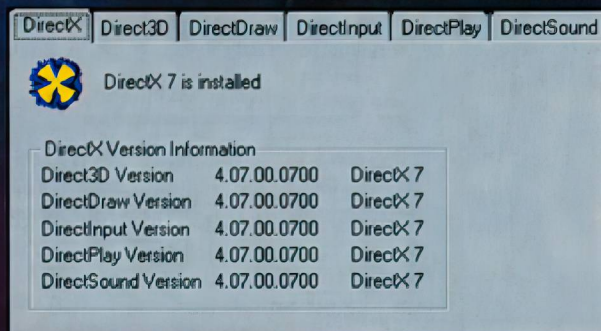 DirectX Direct3D DirectDraw DirectInput DirectPlay DirectSound
DirectX 7 is installed
DirectX Version Information
Direct3D Version 4.07.00.0700 DirectX 7
DirectDraw Version 4.07.00.0700 DirectX 7
DirectInput Version 4.07.00.0700 DirectX 7
DirectPlay Version 4.07.00.0700 DirectX 7
DirectSound Version 4.07.00.0700 DirectX 7